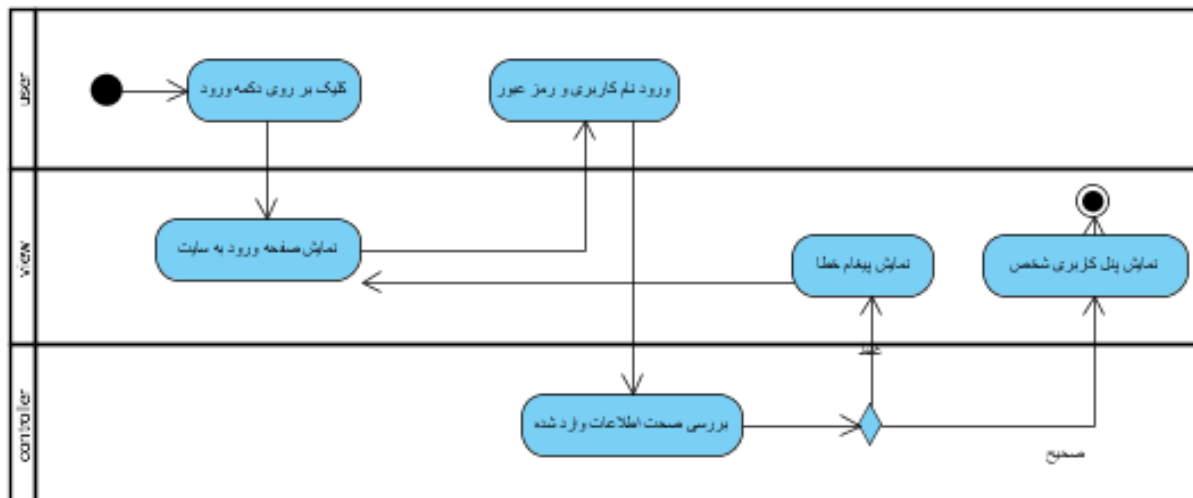 user
کلیک بر روی دکمه ورود
ورود نام کاربری و رمز عبور
view
نمایش صفحه ورود به سایت
نمایش پیغام خطا
نمایش پنل کاربری شخص
controller
بررسی صحت اطلاعات وارد شده
صحیح